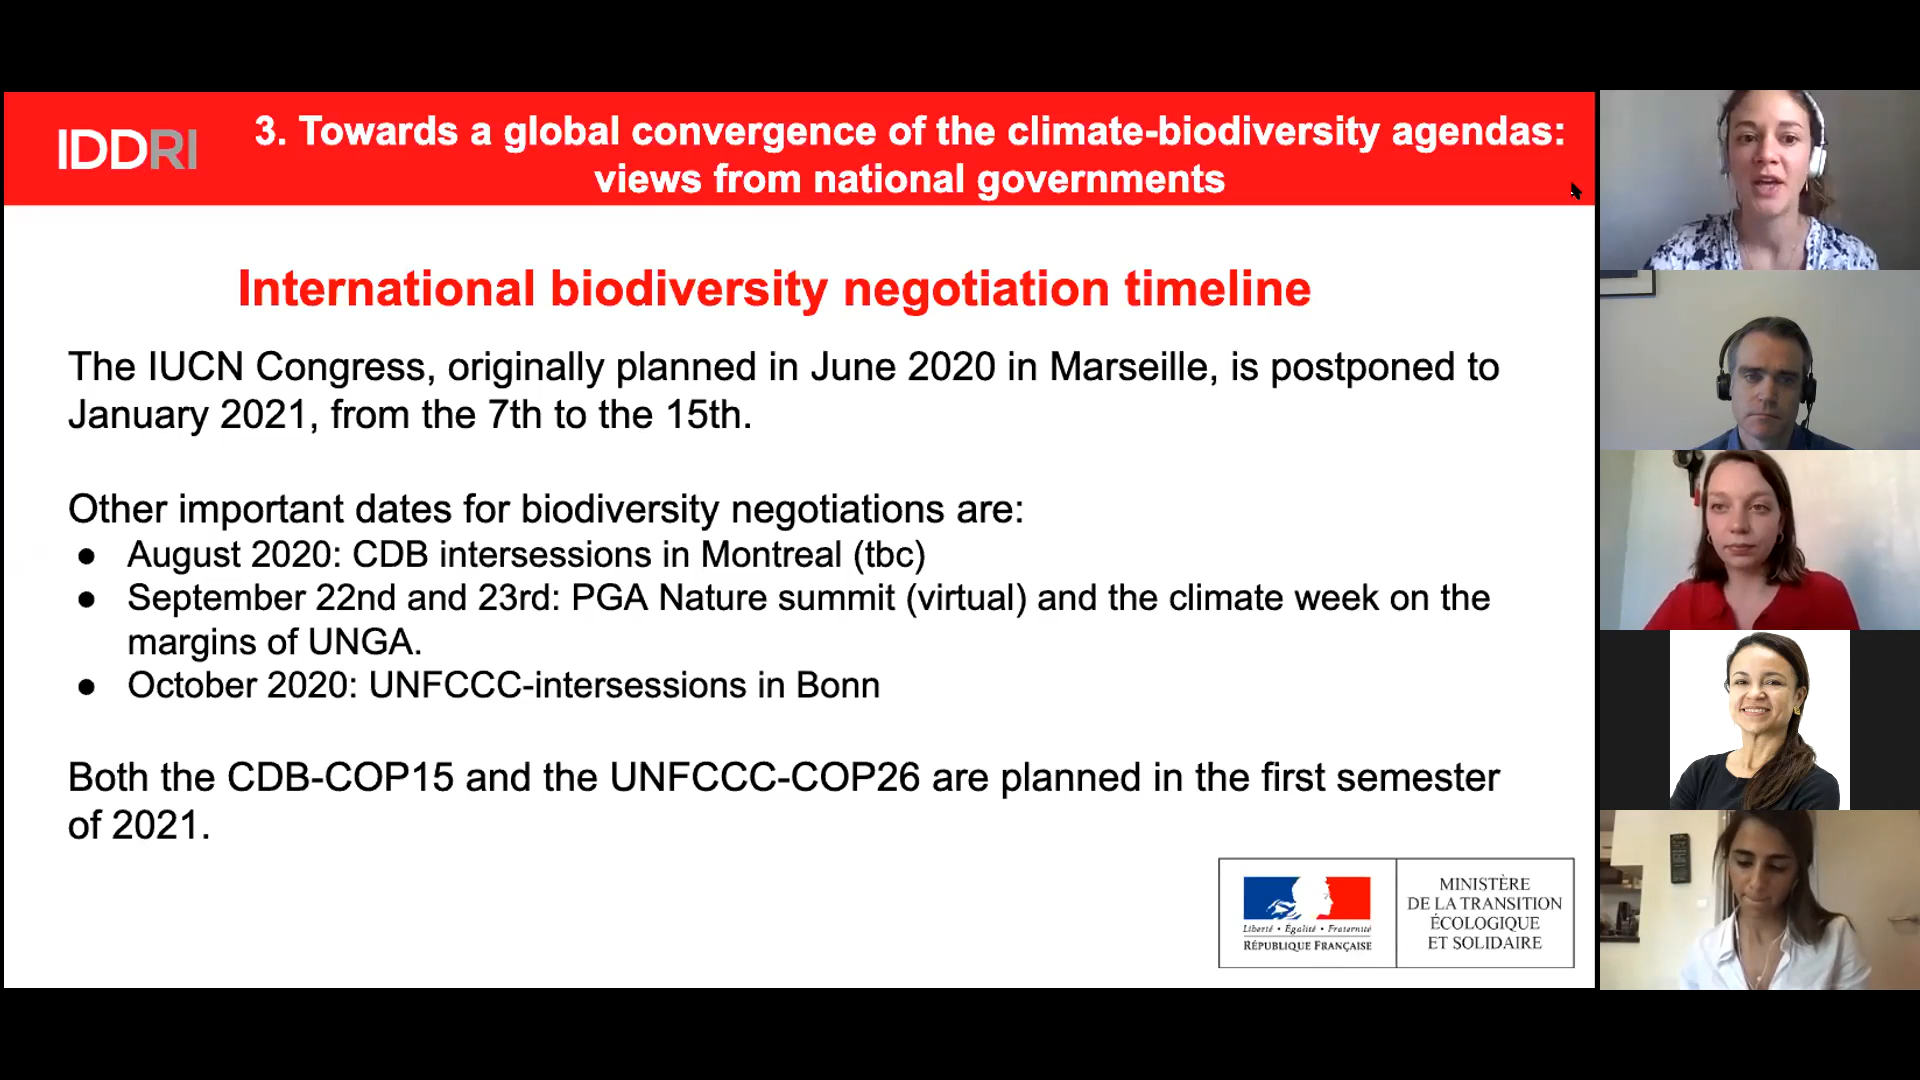 IDDRI
3. Towards a global convergence of the climate-biodiversity agendas:
views from national governments
International biodiversity negotiation timeline
The IUCN Congress, originally planned in June 2020 in Marseille, is postponed to
January 2021, from the 7th to the 15th.
Other important dates for biodiversity negotiations are:
● August 2020: CDB intersessions in Montreal (tbc)
● September 22nd and 23rd: PGA Nature summit (virtual) and the climate week on the
margins of UNGA.
● October 2020: UNFCCC-intersessions in Bonn
Both the CDB-COP15 and the UNFCCC-COP26 are planned in the first semester
of 2021.
Liberté • Égalité • Fraternité
RÉPUBLIQUE FRANÇAISE
MINISTÈRE
DE LA TRANSITION
ÉCOLOGIQUE
ET SOLIDAIRE